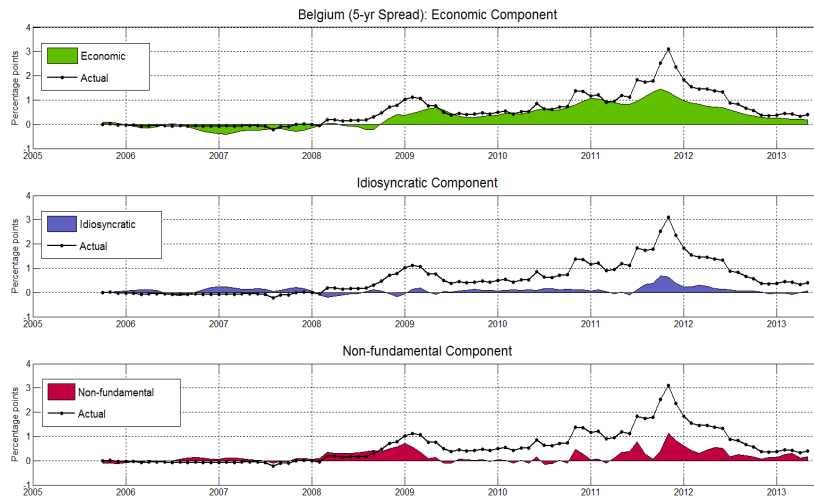 Belgium (5-yr Spread): Economic Component
Percentage points
4
3
2
1
0
-1
Economic
Actual
2005 2006 2007 2008 2009 2010 2011 2012 2013
Idiosyncratic Component
Percentage points
4
3
2
1
0
-1
Idiosyncratic
Actual
2005 2006 2007 2008 2009 2010 2011 2012 2013
Non-fundamental Component
Percentage points
4
3
2
1
0
-1
Non-fundamental
Actual
2005 2006 2007 2008 2009 2010 2011 2012 2013